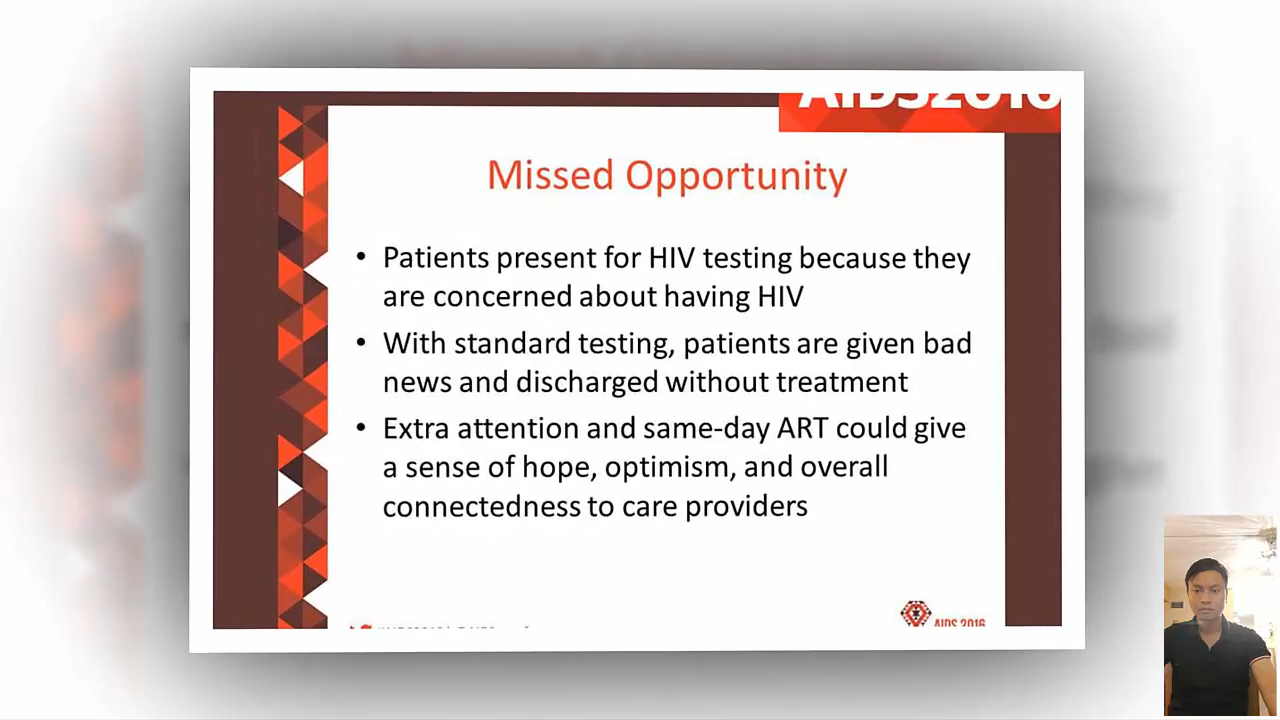 AIDS2016
Missed Opportunity
• Patients present for HIV testing because they
are concerned about having HIV
• With standard testing, patients are given bad
news and discharged without treatment
• Extra attention and same-day ART could give
a sense of hope, optimism, and overall
connectedness to care providers
AIDS 2016